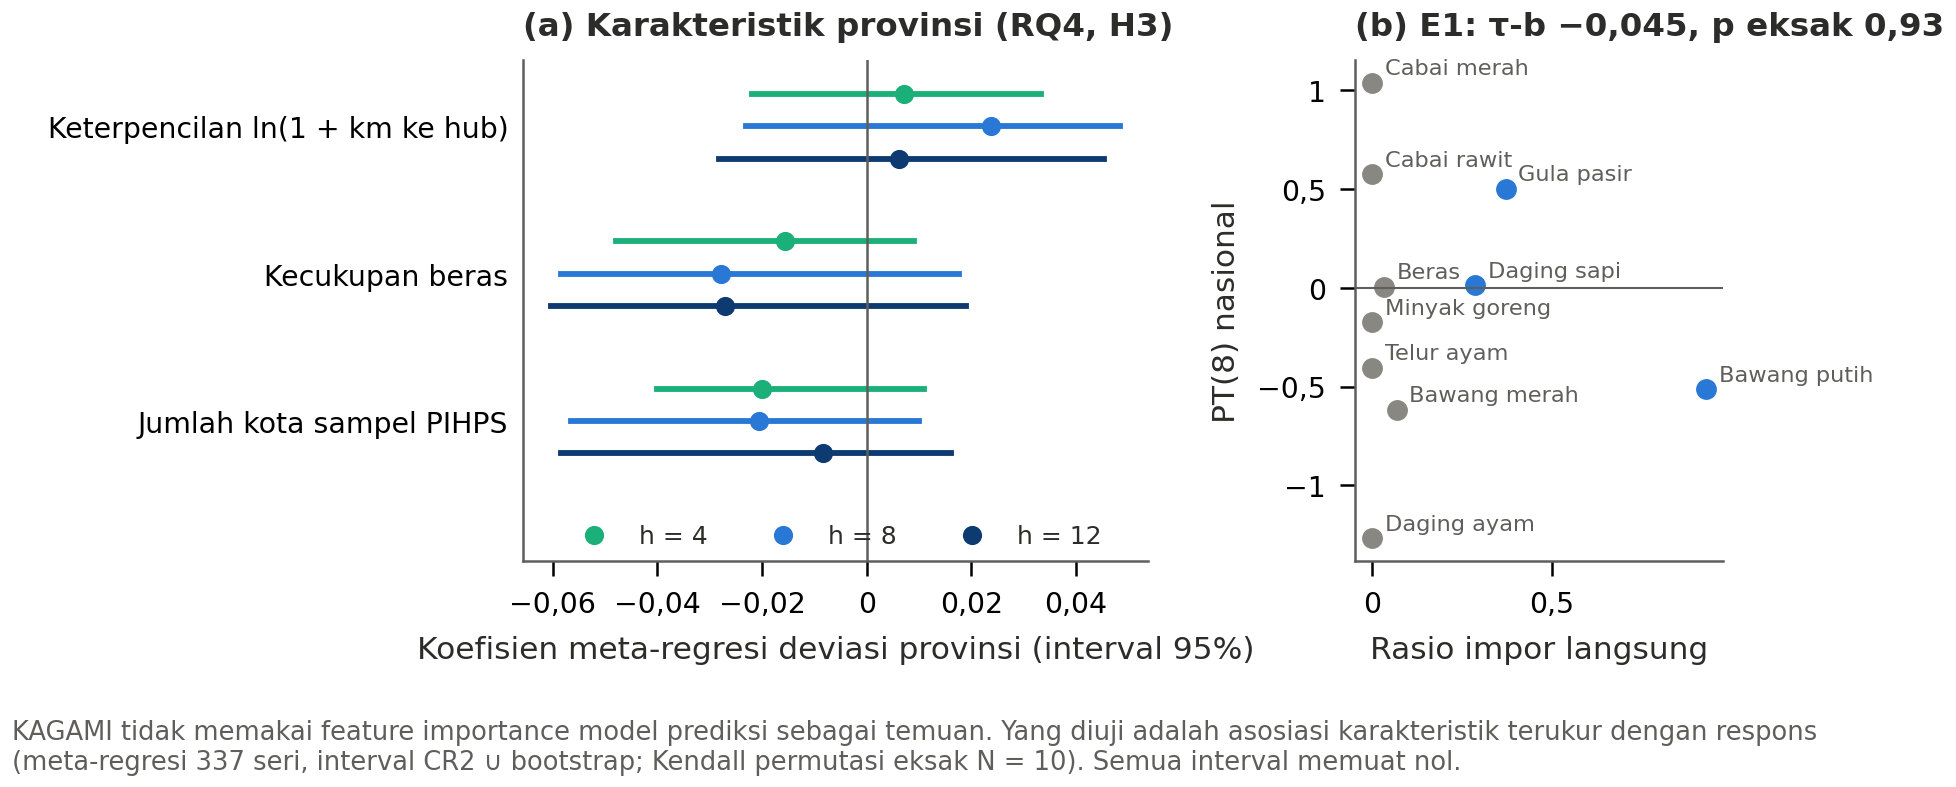 (a) Karakteristik provinsi (RQ4, H3)
Keterpencilan ln(1 + km ke hub)
Kecukupan beras
Jumlah kota sampel PIHPS
h = 4
h = 8
h = 12
−0,06
−0,04
−0,02
0
0,02
0,04
Koefisien meta-regresi deviasi provinsi (interval 95%)
(b) E1: τ-b −0,045, p eksak 0,93
PT(8) nasional
1
0,5
0
−0,5
−1
Cabai merah
Cabai rawit
Gula pasir
Beras
Daging sapi
Minyak goreng
Telur ayam
Bawang putih
Bawang merah
Daging ayam
0
0,5
Rasio impor langsung
KAGAMI tidak memakai feature importance model prediksi sebagai temuan. Yang diuji adalah asosiasi karakteristik terukur dengan respons
(meta-regresi 337 seri, interval CR2 ∪ bootstrap; Kendall permutasi eksak N = 10). Semua interval memuat nol.